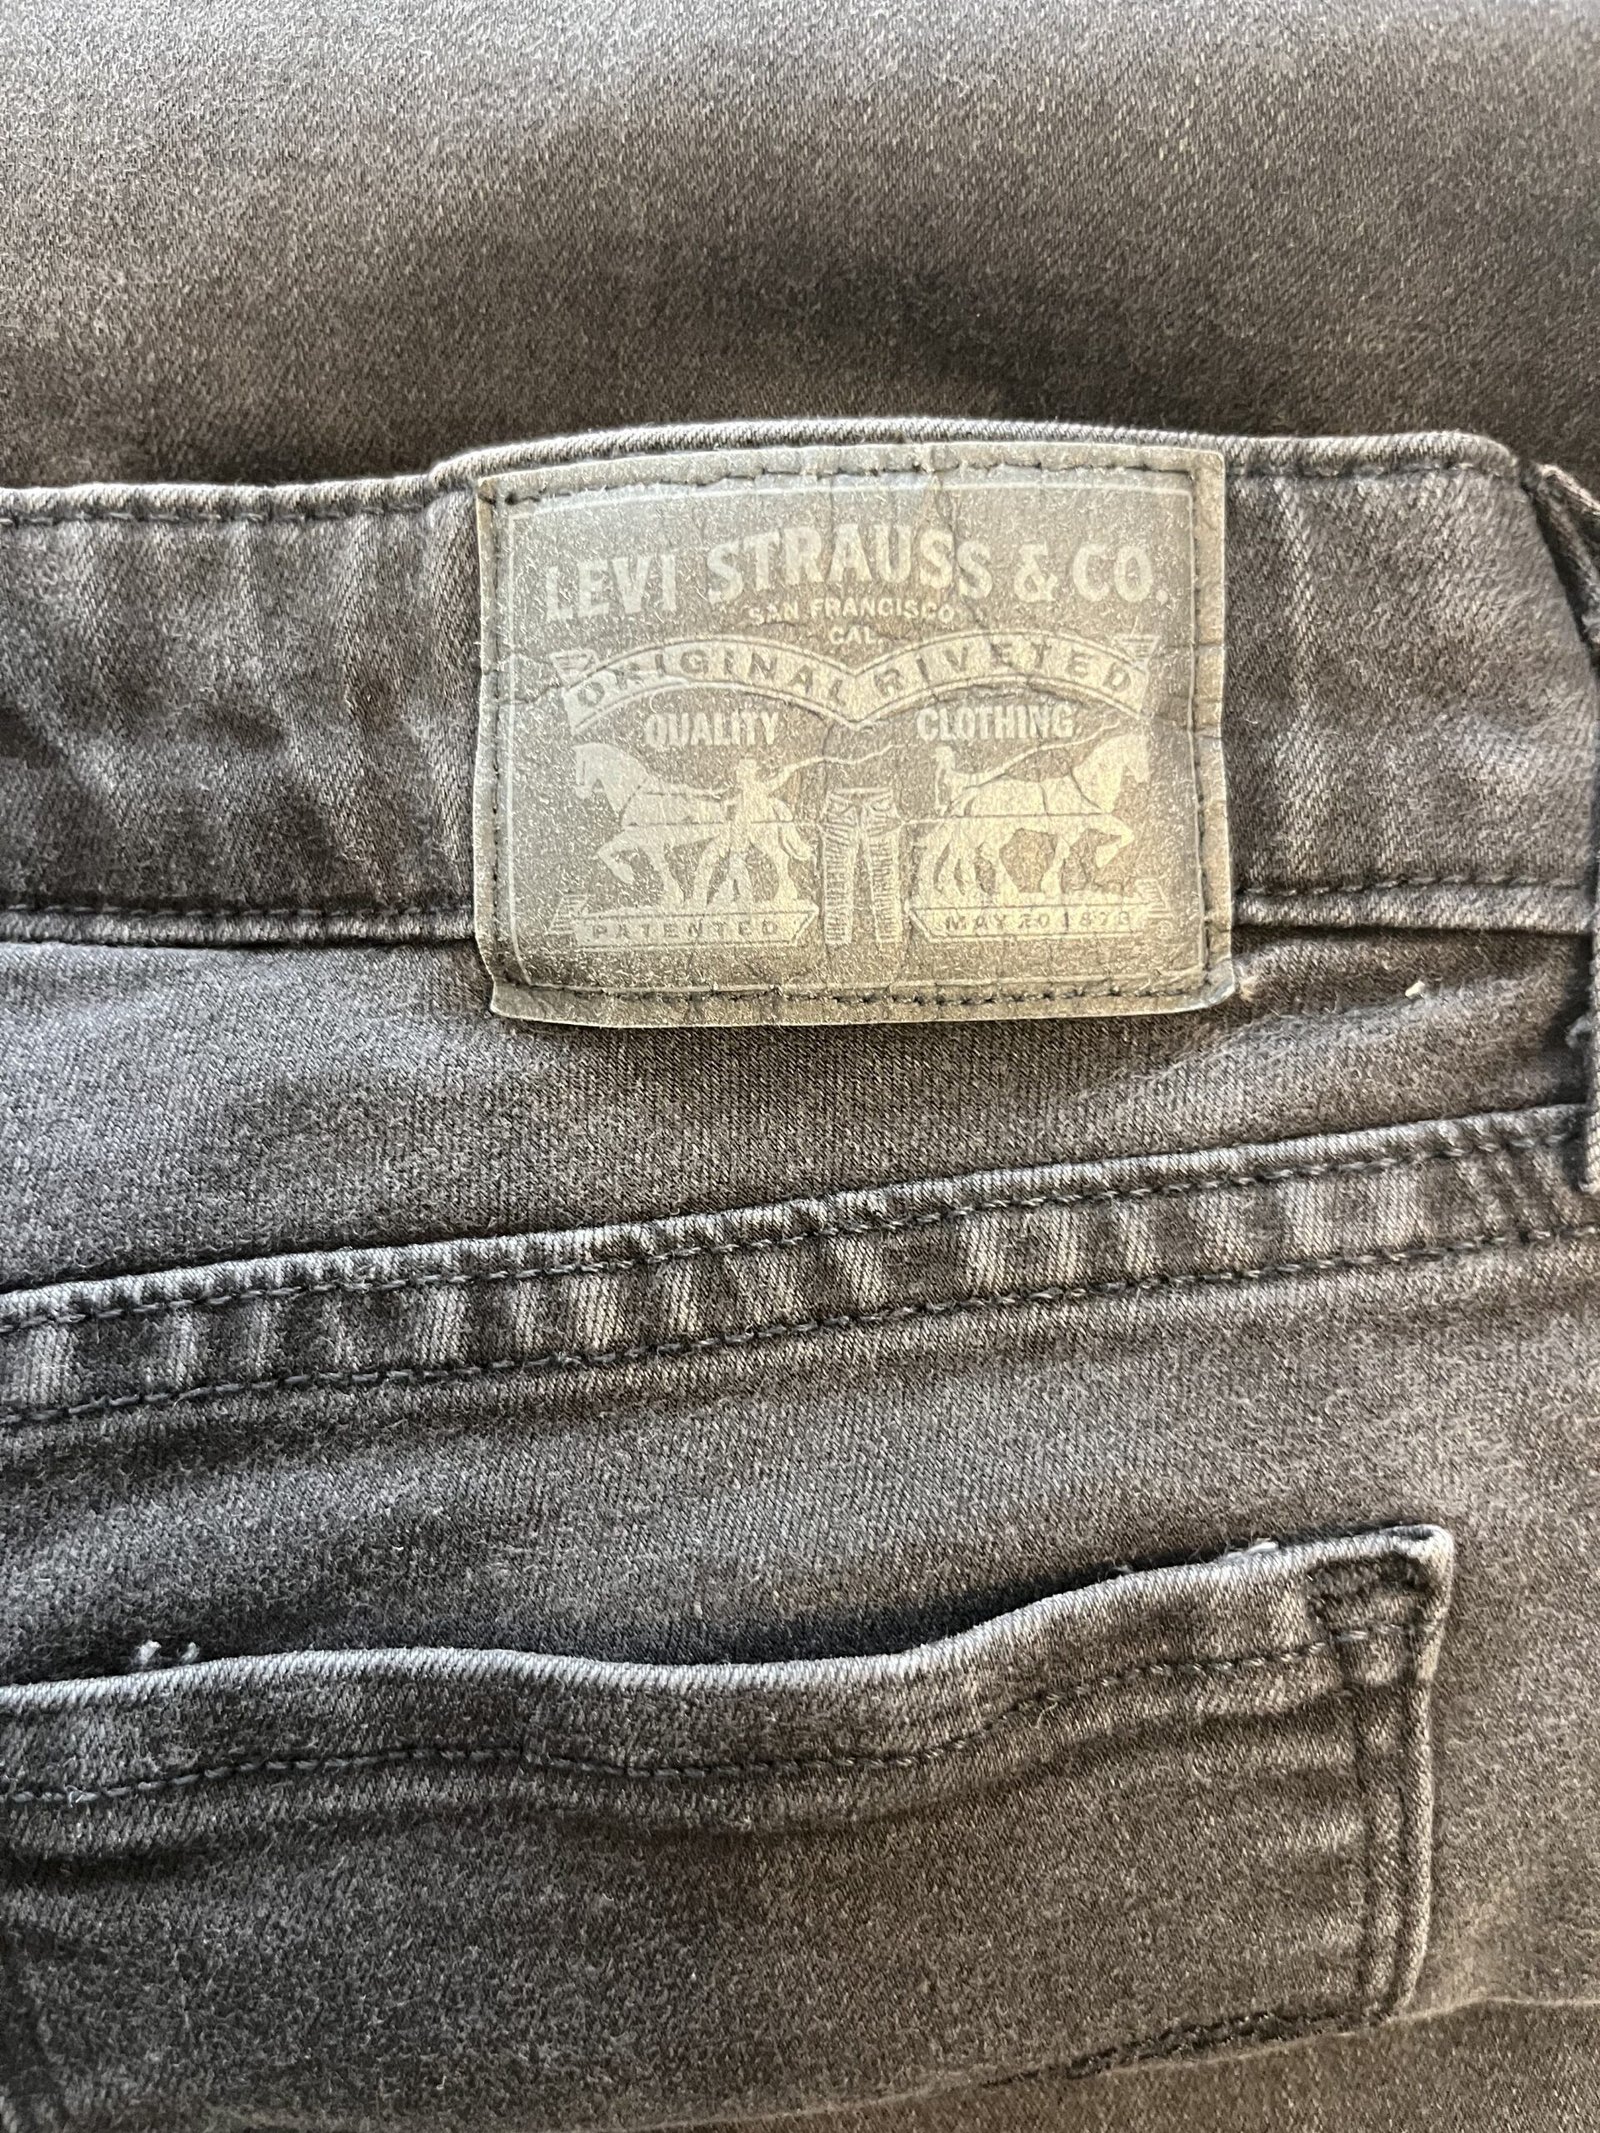 LEVI STRAUSS & CO.
SAN FRANCISCO
CAL.
ORIGINAL RIVETED
QUALITY CLOTHING
PATENTED MAY 20 1873